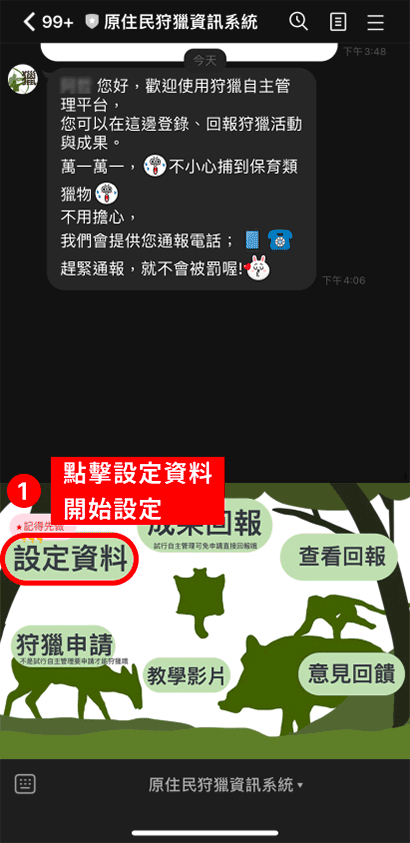 99+
原住民狩獵資訊系統
下午3:48
今天
獵
您好，歡迎使用狩獵自主管
理平台，
您可以在這邊登錄、回報狩獵活動
與成果。
萬一萬一，不小心捕到保育類
獵物
不用擔心，
我們會提供您通報電話；
趕緊通報，就不會被罰喔!
下午4:06
1
點擊設定資料
開始設定
★記得先做
設定資料
成果回報
試行自主管理可免申請直接回報哦
查看回報
狩獵申請
不是試行自主管理要申請才能狩獵哦
教學影片
意見回饋
原住民狩獵資訊系統▾